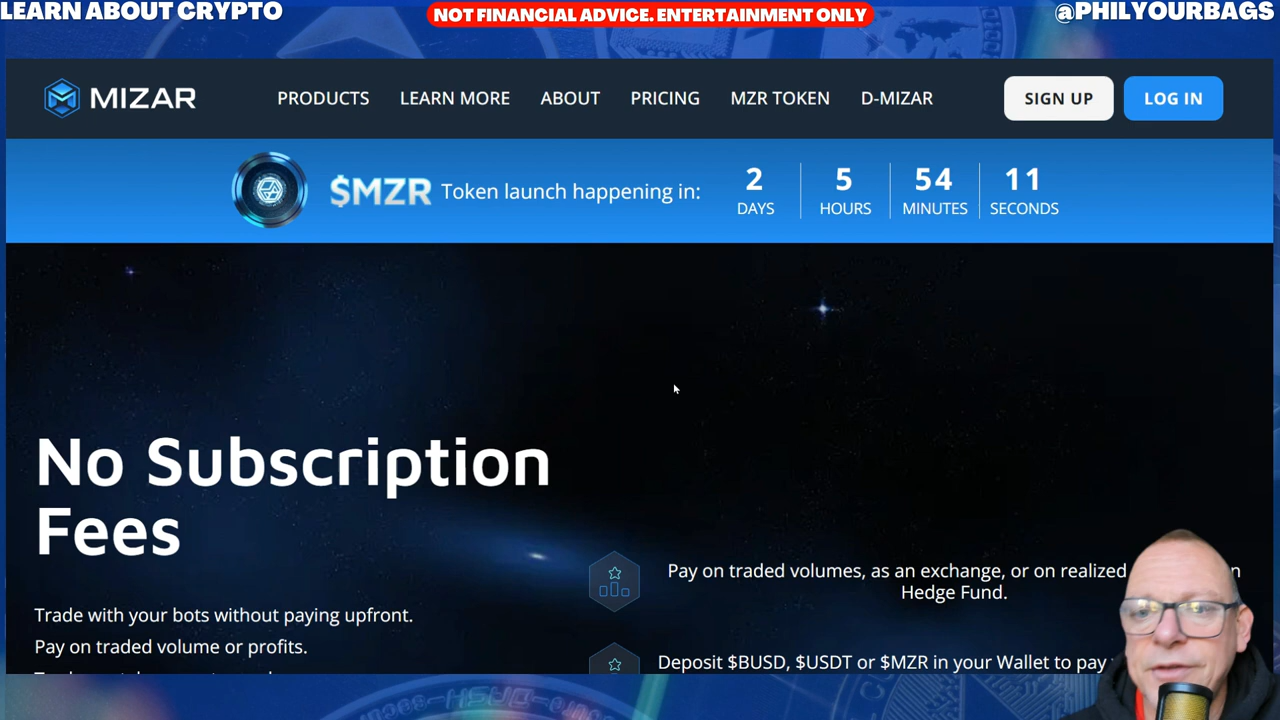 LEARN ABOUT CRYPTO
NOT FINANCIAL ADVICE. ENTERTAINMENT ONLY
@PHILYOURBAGS
MIZAR
PRODUCTS
LEARN MORE
ABOUT
PRICING
MZR TOKEN
D-MIZAR
SIGN UP
LOG IN
$MZR Token launch happening in:
2 5 54 11
DAYS HOURS MINUTES SECONDS
No Subscription
Fees
Trade with your bots without paying upfront.
Pay on traded volume or profits.
Pay on traded volumes, as an exchange, or on realized
Hedge Fund.
Deposit $BUSD, $USDT or $MZR in your Wallet to pay